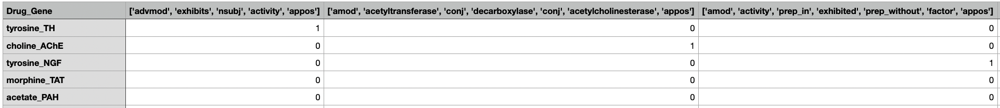 Drug_Gene ['advmod', 'exhibits', 'nsubj', 'activity', 'appos'] ['amod', 'acetyltransferase', 'conj', 'decarboxylase', 'conj', 'acetylcholinesterase', 'appos'] ['amod', 'activity', 'prep_in', 'exhibited', 'prep_without', 'factor', 'appos']
tyrosine_TH 1 0 0
choline_AChE 0 1 0
tyrosine_NGF 0 0 1
morphine_TAT 0 0 0
acetate_PAH 0 0 0